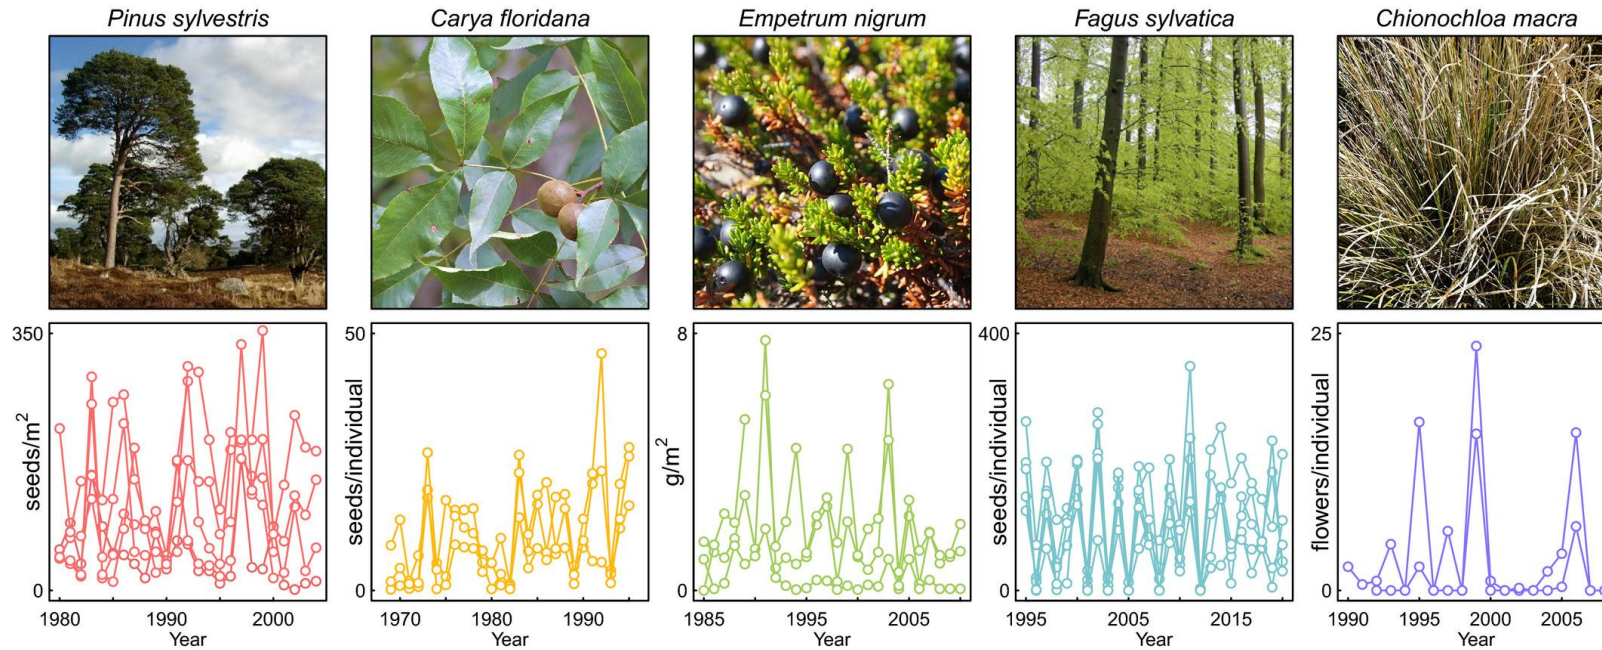 Pinus sylvestris
Carya floridana
Empetrum nigrum
Fagus sylvatica
Chionochloa macra
350
seeds/m²
0
1980 1990 2000
Year
50
seeds/individual
0
1970 1980 1990
Year
8
g/m²
0
1985 1995 2005
Year
400
seeds/individual
0
1995 2005 2015
Year
25
flowers/individual
0
1990 1995 2000 2005
Year